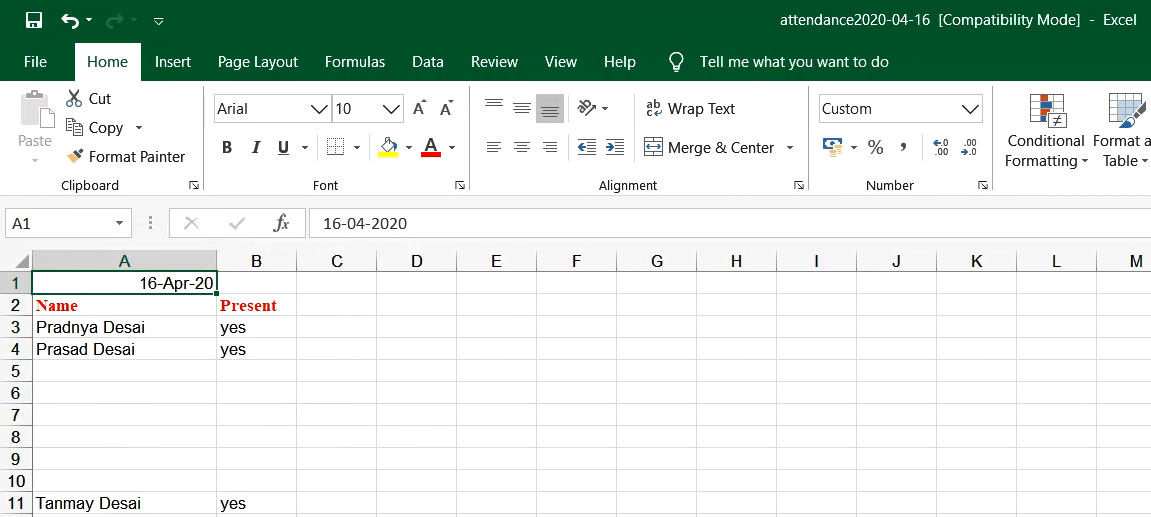 attendance2020-04-16 [Compatibility Mode] - Excel
File Home Insert Page Layout Formulas Data Review View Help Tell me what you want to do
Paste
Cut
Copy
Format Painter
Clipboard
Arial 10 A A
B I U A
Font
ab Wrap Text
Merge & Center
Alignment
Custom
% ,
.00 .00
Number
Conditional Formatting
Format a
Table
A1 fx 16-04-2020
A B C D E F G H I J K L M
1 16-Apr-20
2 Name Present
3 Pradnya Desai yes
4 Prasad Desai yes
5
6
7
8
9
10
11 Tanmay Desai yes